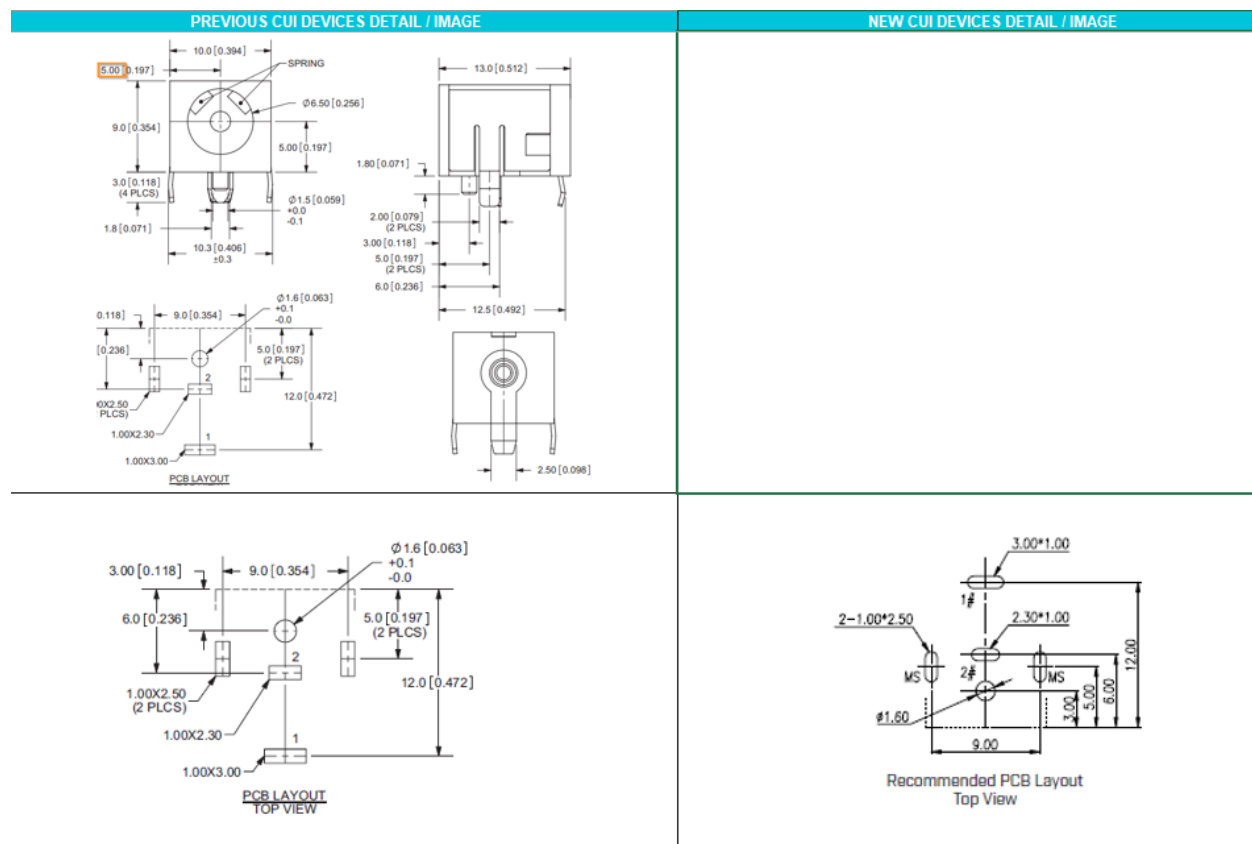 PREVIOUS CUI DEVICES DETAIL / IMAGE
NEW CUI DEVICES DETAIL / IMAGE
10.0 [0.394]
5.00 [0.197]
SPRING
Ø6.50 [0.256]
9.0 [0.354]
5.00 [0.197]
3.0 [0.118]
(4 PLCS)
Ø1.5 [0.059]
+0.0
-0.1
1.8 [0.071]
10.3 [0.406]
±0.3
13.0 [0.512]
1.80 [0.071]
2.00 [0.079]
(2 PLCS)
3.00 [0.118]
5.0 [0.197]
(2 PLCS)
6.0 [0.236]
12.5 [0.492]
Ø1.6 [0.063]
+0.1
-0.0
0.118]
9.0 [0.354]
[0.236]
5.0 [0.197]
(2 PLCS)
2
12.0 [0.472]
00X2.50
PLCS)
1.00X2.30
1
1.00X3.00
PCB LAYOUT
2.50 [0.098]
Ø1.6 [0.063]
+0.1
-0.0
3.00 [0.118]
9.0 [0.354]
6.0 [0.236]
5.0 [0.197]
(2 PLCS)
2
12.0 [0.472]
1.00X2.50
(2 PLCS)
1.00X2.30
1
1.00X3.00
PCB LAYOUT
TOP VIEW
3.00*1.00
1#
2-1.00*2.50
2.30*1.00
MS
2#
MS
12.00
6.00
5.00
3.00
ø1.60
9.00
Recommended PCB Layout
Top View